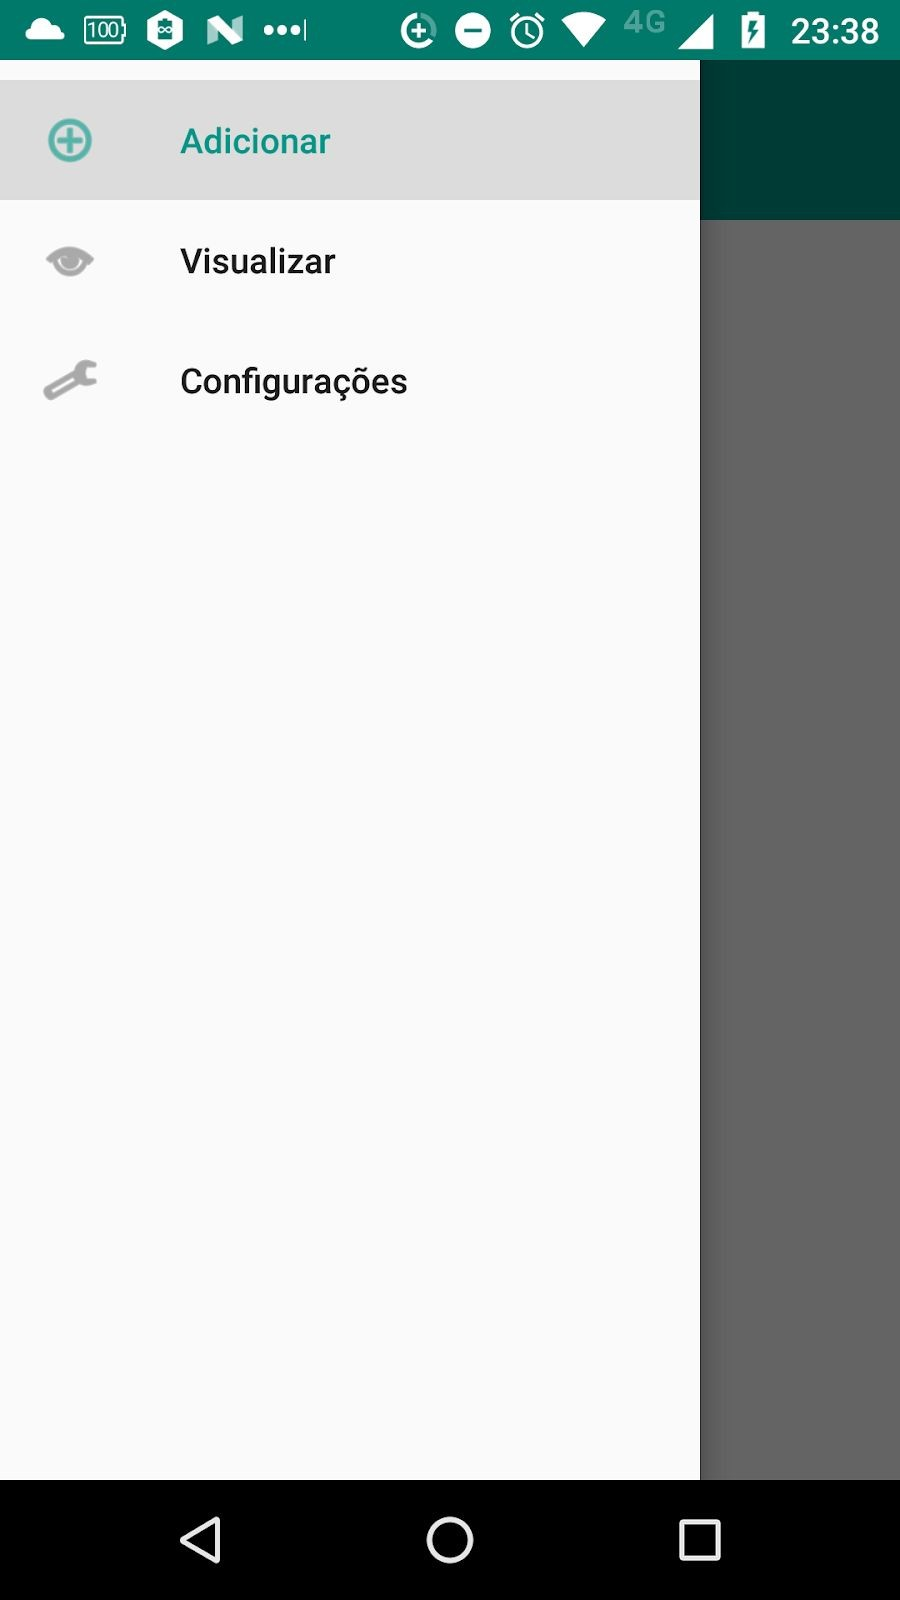 100 4G 23:38
Adicionar
Visualizar
Configurações